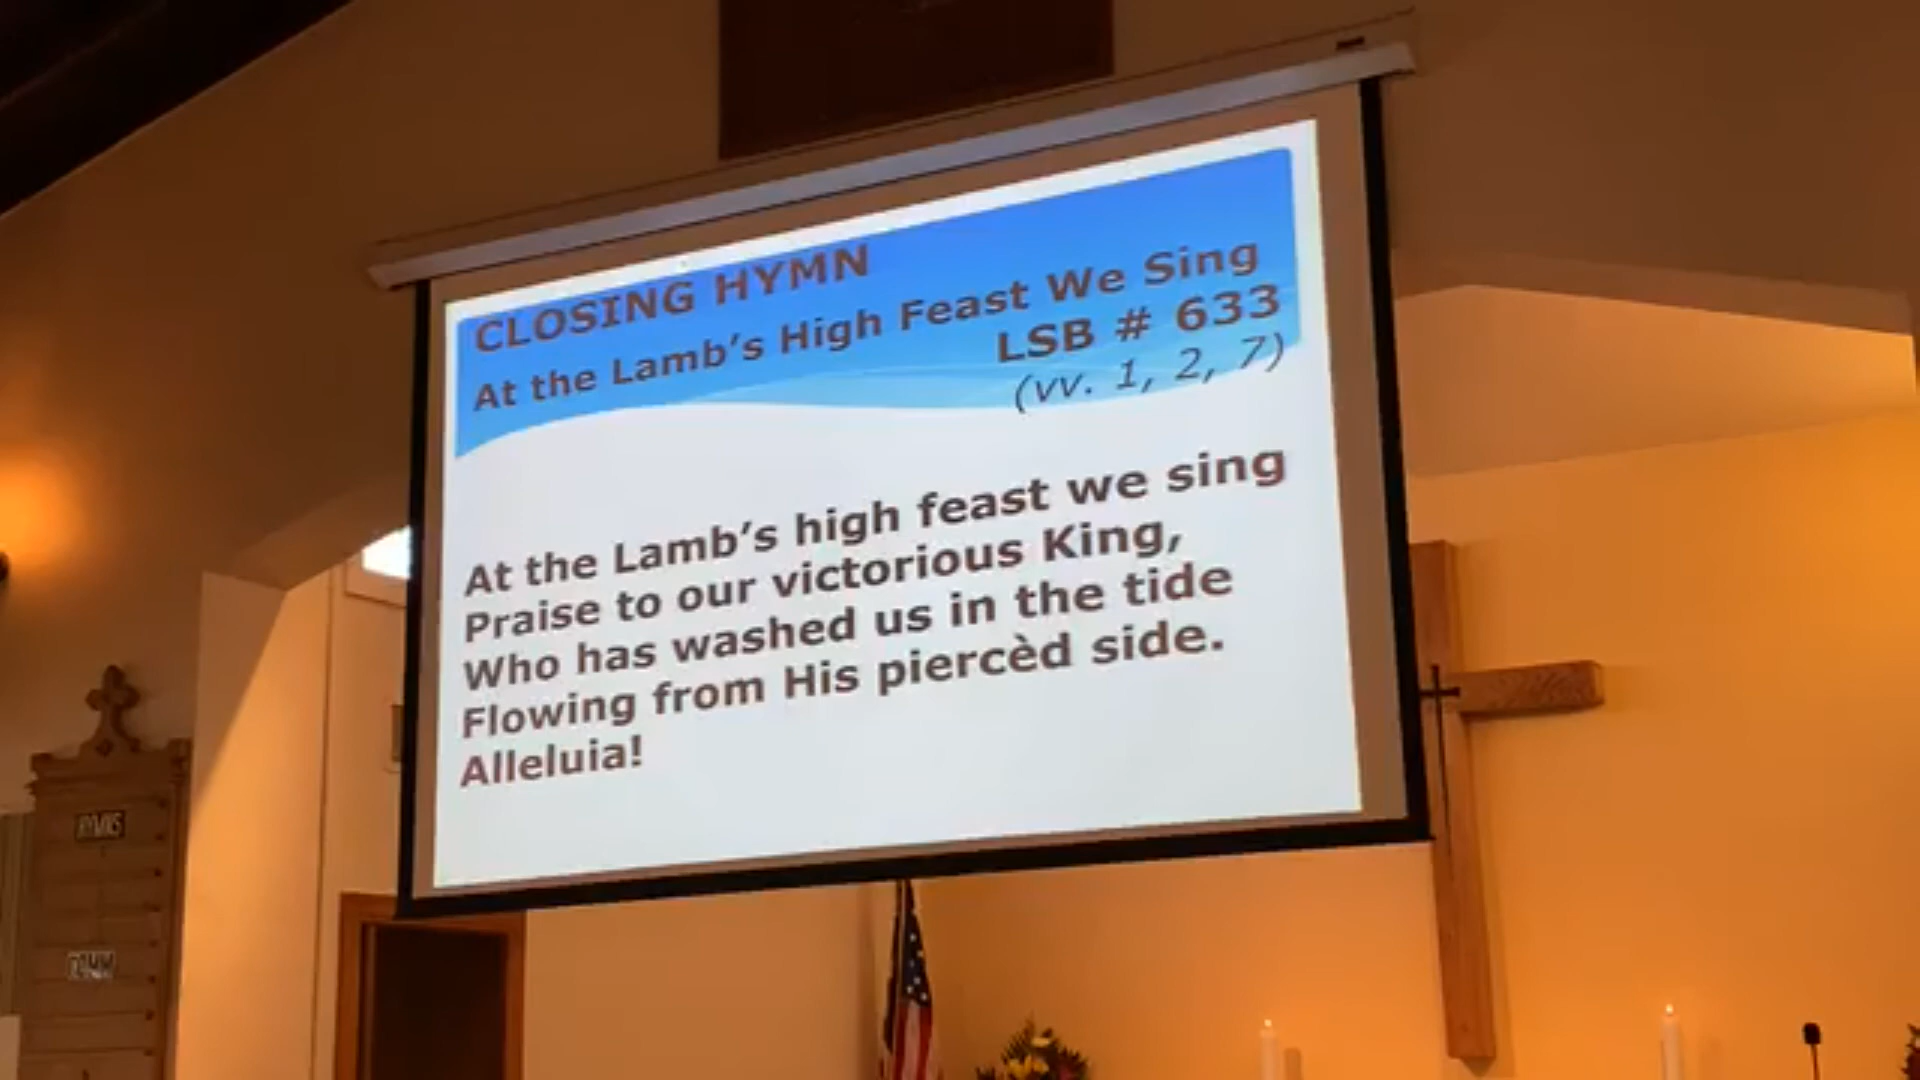 CLOSING HYMN
At the Lamb's High Feast We Sing
LSB # 633
(vv. 1, 2, 7)
At the Lamb's high feast we sing
Praise to our victorious King,
Who has washed us in the tide
Flowing from His piercèd side.
Alleluia!
HYMNS